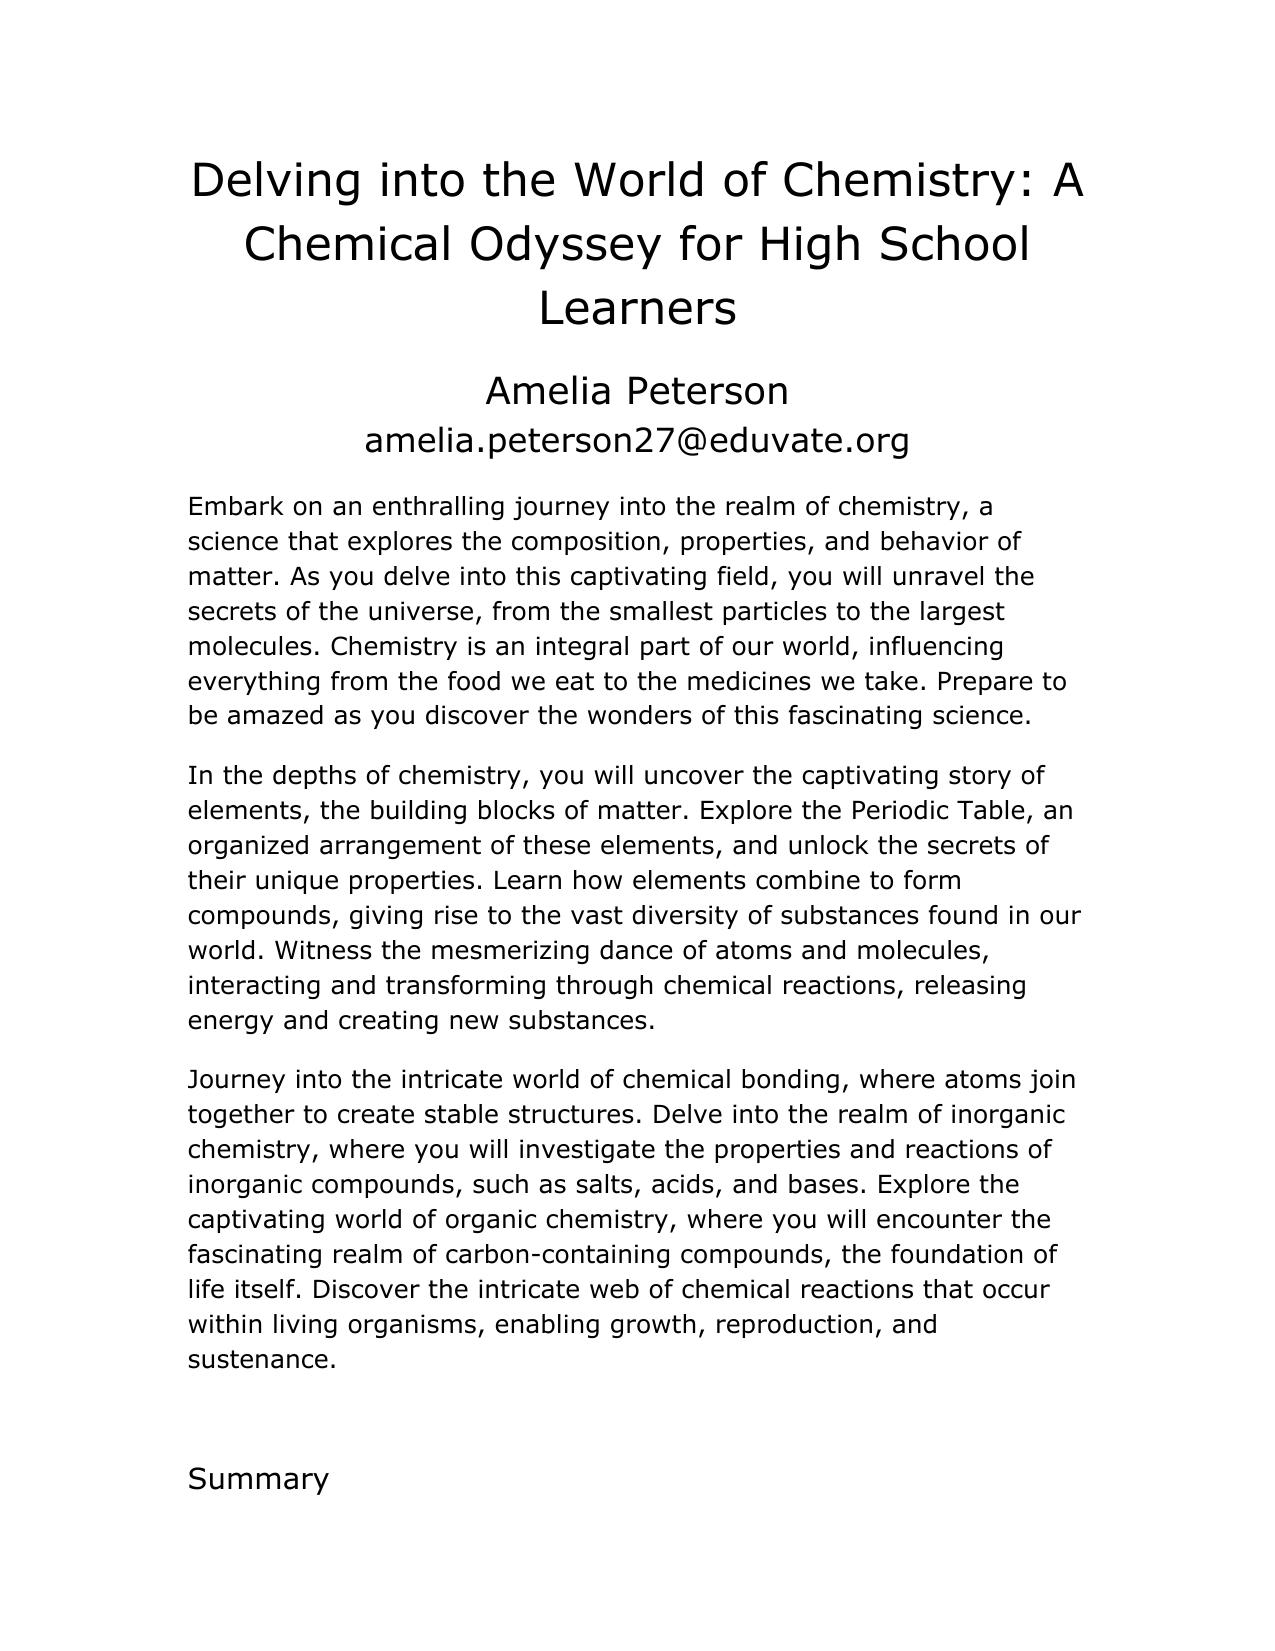 Delving into the World of Chemistry: A
Chemical Odyssey for High School
Learners
Amelia Peterson
amelia.peterson27@eduvate.org
Embark on an enthralling journey into the realm of chemistry, a
science that explores the composition, properties, and behavior of
matter. As you delve into this captivating field, you will unravel the
secrets of the universe, from the smallest particles to the largest
molecules. Chemistry is an integral part of our world, influencing
everything from the food we eat to the medicines we take. Prepare to
be amazed as you discover the wonders of this fascinating science.
In the depths of chemistry, you will uncover the captivating story of
elements, the building blocks of matter. Explore the Periodic Table, an
organized arrangement of these elements, and unlock the secrets of
their unique properties. Learn how elements combine to form
compounds, giving rise to the vast diversity of substances found in our
world. Witness the mesmerizing dance of atoms and molecules,
interacting and transforming through chemical reactions, releasing
energy and creating new substances.
Journey into the intricate world of chemical bonding, where atoms join
together to create stable structures. Delve into the realm of inorganic
chemistry, where you will investigate the properties and reactions of
inorganic compounds, such as salts, acids, and bases. Explore the
captivating world of organic chemistry, where you will encounter the
fascinating realm of carbon-containing compounds, the foundation of
life itself. Discover the intricate web of chemical reactions that occur
within living organisms, enabling growth, reproduction, and
sustenance.
Summary